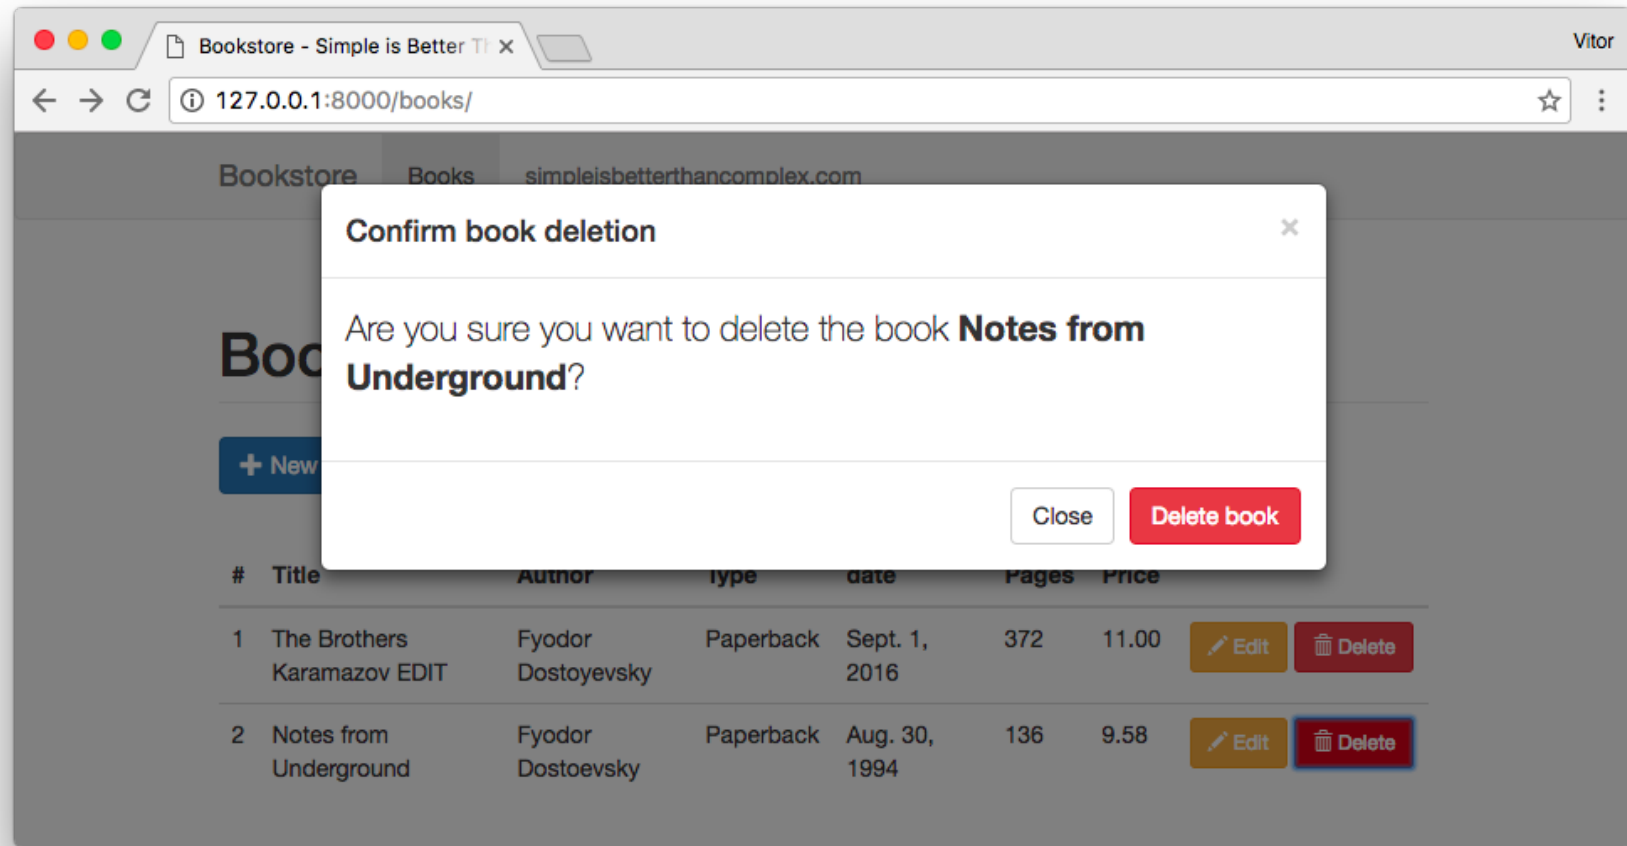 Bookstore - Simple is Better Th
Vitor
127.0.0.1:8000/books/
Bookstore Books simpleisbetterthancomplex.com
Confirm book deletion ×
Are you sure you want to delete the book Notes from
Underground?
Boo
+ New
Close Delete book
# Title Author Type date Pages Price
1 The Brothers Fyodor Paperback Sept. 1, 372 11.00 Edit Delete
Karamazov EDIT Dostoyevsky 2016
2 Notes from Fyodor Paperback Aug. 30, 136 9.58 Edit Delete
Underground Dostoevsky 1994